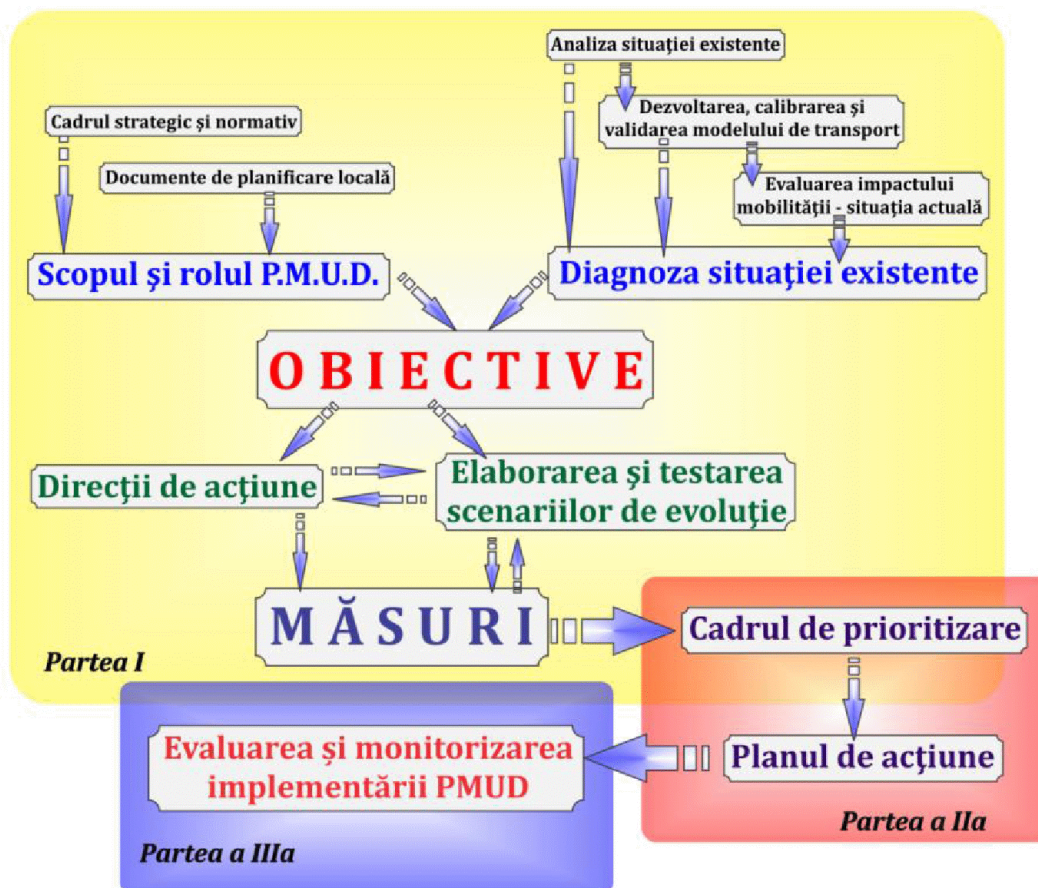 Analiza situației existente
Cadrul strategic și normativ
Dezvoltarea, calibrarea și
validarea modelului de transport
Documente de planificare locală
Evaluarea impactului
mobilității - situația actuală
Scopul și rolul P.M.U.D.
Diagnoza situației existente
O B I E C T I V E
Direcții de acțiune
Elaborarea și testarea
scenariilor de evoluție
M Ă S U R I
Cadrul de prioritizare
Partea I
Evaluarea și monitorizarea
implementării PMUD
Planul de acțiune
Partea a IIa
Partea a IIIa